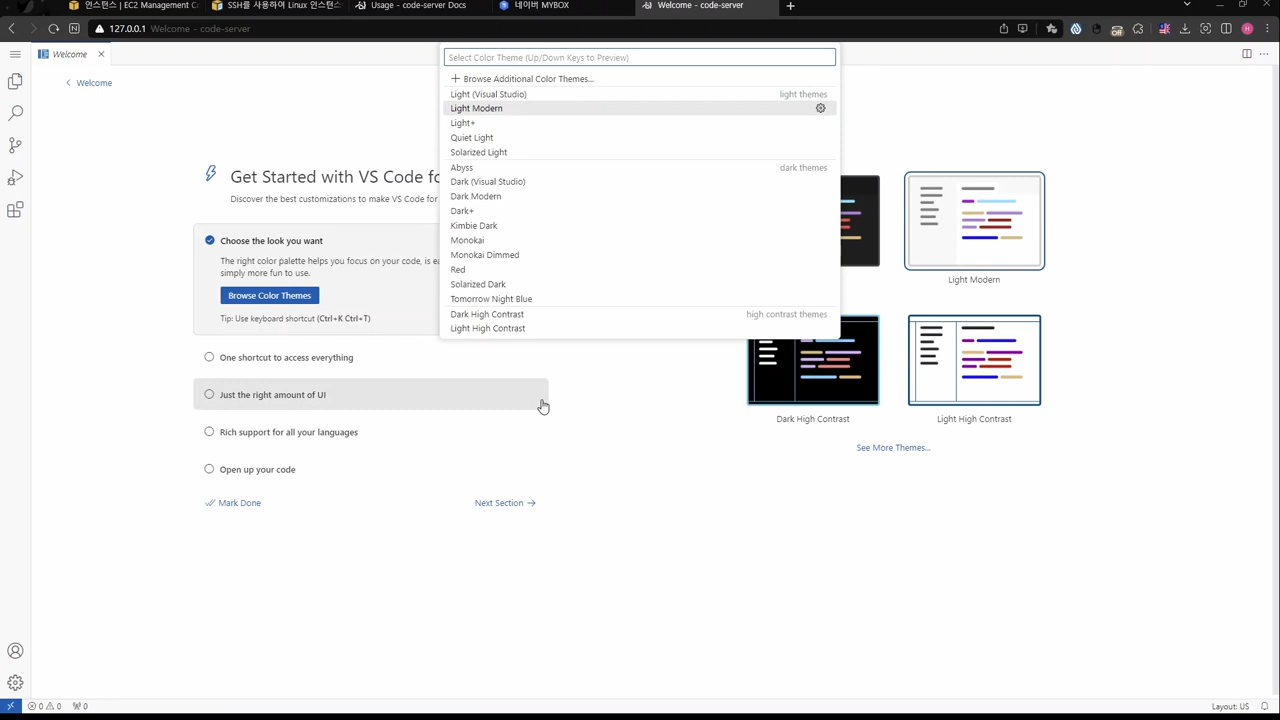 인스턴스 | EC2 Management Co
SSH를 사용하여 Linux 인스턴스
Usage - code-server Docs
네이버 MYBOX
Welcome - code-server
127.0.0.1 Welcome - code-server
Off
H
Welcome
Welcome
Select Color Theme (Up/Down Keys to Preview)
Browse Additional Color Themes...
Light (Visual Studio) light themes
Light Modern
Light+
Quiet Light
Solarized Light
Abyss dark themes
Dark (Visual Studio)
Dark Modern
Dark+
Kimbie Dark
Monokai
Monokai Dimmed
Red
Solarized Dark
Tomorrow Night Blue
Dark High Contrast high contrast themes
Light High Contrast
Get Started with VS Code fo
Discover the best customizations to make VS Code for
Choose the look you want
The right color palette helps you focus on your code, is ea
simply more fun to use.
Browse Color Themes
Tip: Use keyboard shortcut (Ctrl+K Ctrl+T)
One shortcut to access everything
Just the right amount of UI
Rich support for all your languages
Open up your code
Mark Done
Next Section
Light Modern
Dark High Contrast
Light High Contrast
See More Themes...
0 0 0
Layout: US